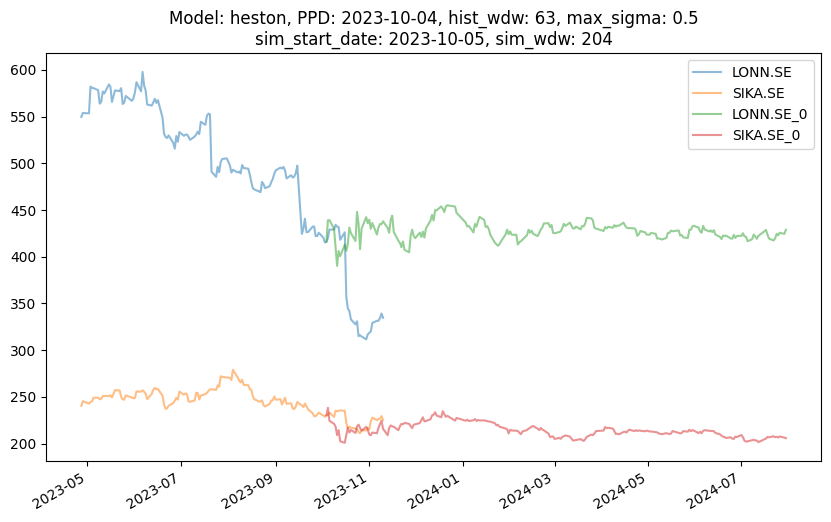 Model: heston, PPD: 2023-10-04, hist_wdw: 63, max_sigma: 0.5
sim_start_date: 2023-10-05, sim_wdw: 204
LONN.SE
SIKA.SE
LONN.SE_0
SIKA.SE_0
600
550
500
450
400
350
300
250
200
2023-05
2023-07
2023-09
2023-11
2024-01
2024-03
2024-05
2024-07